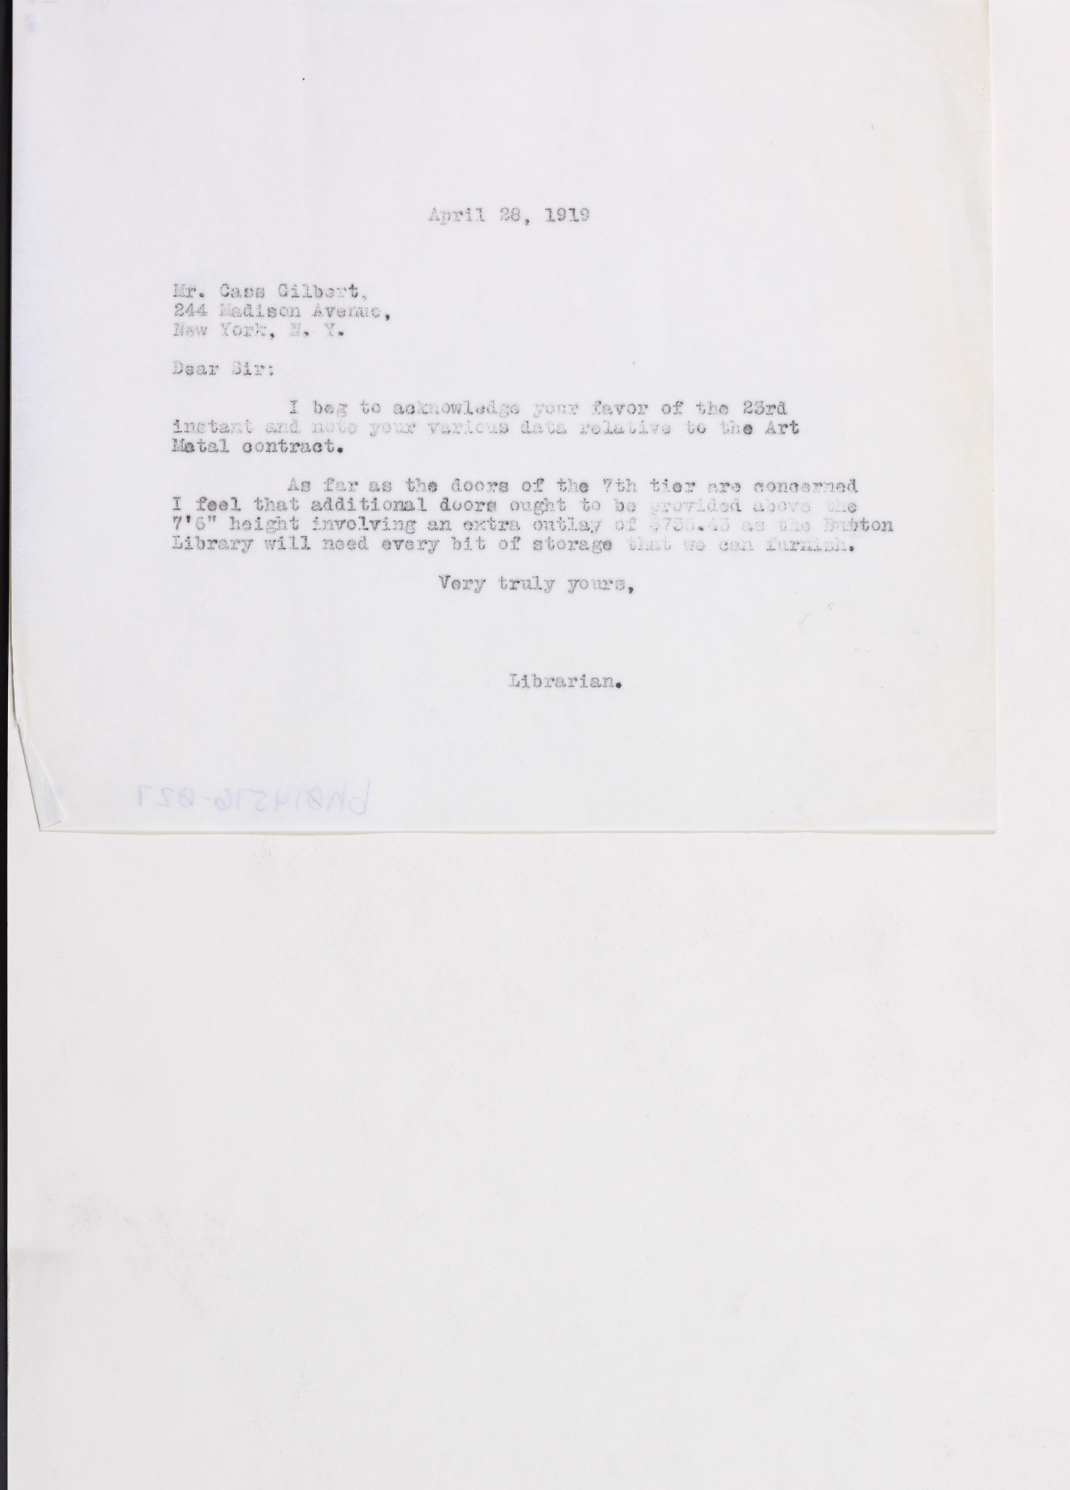 April 28, 1919
Mr. Cass Gilbert,
244 Madison Avenue,
New York, N. Y.
Dear Sir:
I beg to acknowledge your favor of the 23rd
instant and note your various data relative to the Art
Metal contract.
As far as the doors of the 7th tier are concerned
I feel that additional doors ought to be provided above the
7'6" height involving an extra outlay of as the
Library will need every bit of storage that we can furnish.
Very truly yours,
Librarian.